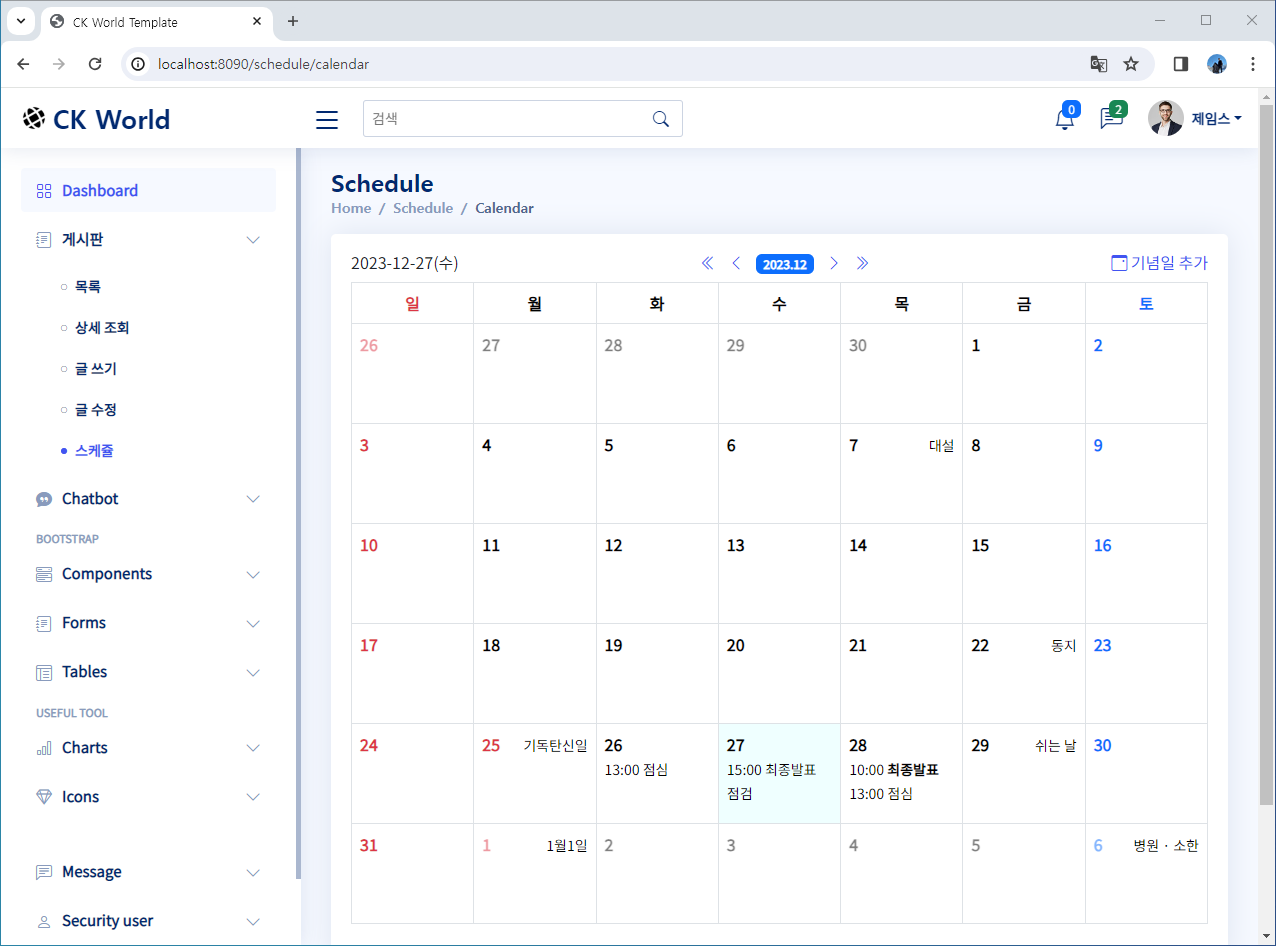 CK World Template
localhost:8090/schedule/calendar
CK World
검색
0
2
제임스
Dashboard
게시판
목록
상세 조회
글 쓰기
글 수정
스케쥴
Chatbot
BOOTSTRAP
Components
Forms
Tables
USEFUL TOOL
Charts
Icons
Message
Security user
Schedule
Home / Schedule / Calendar
2023-12-27(수)
2023.12
기념일 추가
일 월 화 수 목 금 토
26 27 28 29 30 1 2
3 4 5 6 7 대설 8 9
10 11 12 13 14 15 16
17 18 19 20 21 22 동지 23
24 25 기독탄신일 26 27 28 29 쉬는 날 30
13:00 점심 15:00 최종발표 10:00 최종발표
점검 13:00 점심
31 1 1월1일 2 3 4 5 6 병원 · 소한